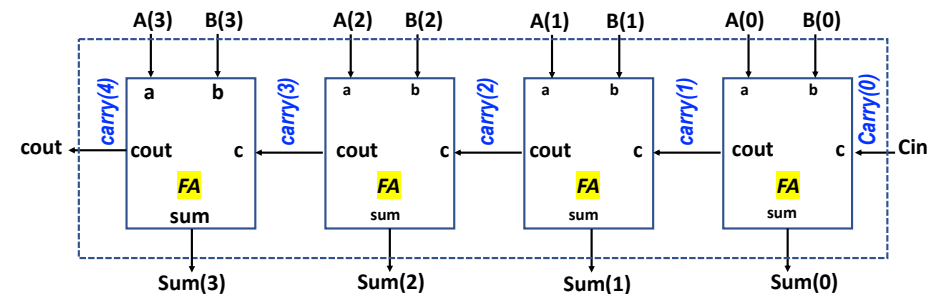 A(3) B(3) A(2) B(2) A(1) B(1) A(0) B(0)
carry(4) carry(3) carry(2) carry(1) Carry(0)
a b a b a b a b
cout cout c cout c cout c cout c Cin
FA FA FA FA
sum sum sum sum
Sum(3) Sum(2) Sum(1) Sum(0)